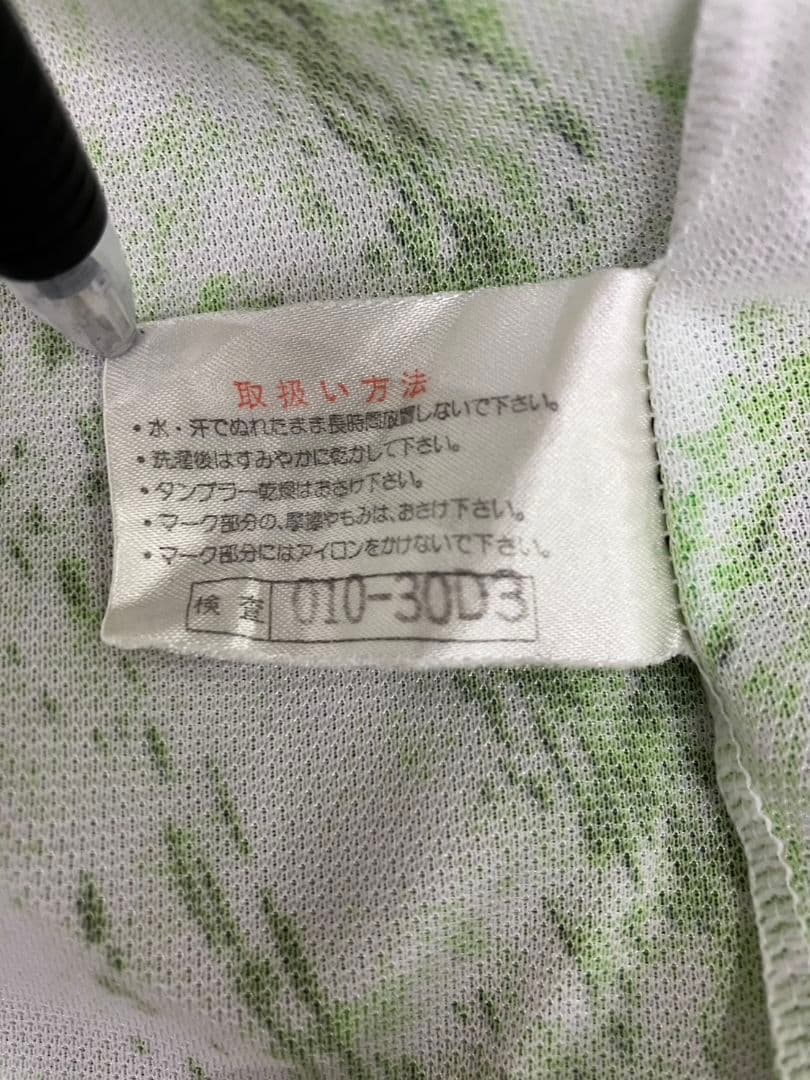 取扱い方法
・水・汗でぬれたまま長時間放置しないで下さい。
・洗濯後はすみやかに乾かして下さい。
・タンブラー乾燥はおさけ下さい。
・マーク部分の、摩擦やもみは、おさけ下さい。
・マーク部分にはアイロンをかけないで下さい。
検査 010-30D3